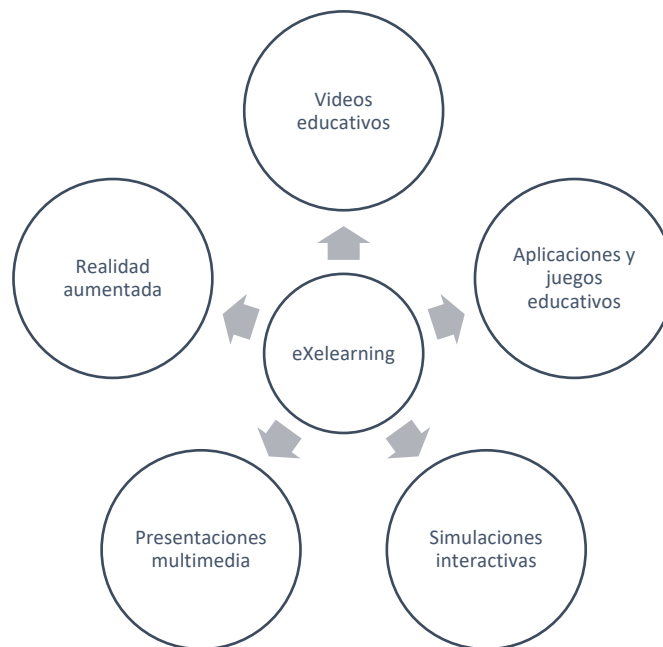 Videos
educativos
Realidad
aumentada
Aplicaciones y
juegos
educativos
eXelearning
Presentaciones
multimedia
Simulaciones
interactivas